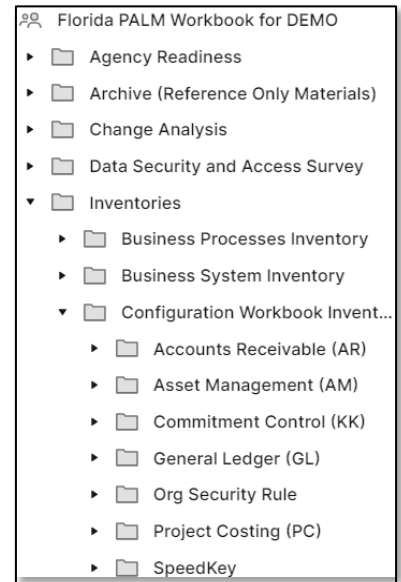 Florida PALM Workbook for DEMO
Agency Readiness
Archive (Reference Only Materials)
Change Analysis
Data Security and Access Survey
Inventories
Business Processes Inventory
Business System Inventory
Configuration Workbook Invent...
Accounts Receivable (AR)
Asset Management (AM)
Commitment Control (KK)
General Ledger (GL)
Org Security Rule
Project Costing (PC)
SpeedKey